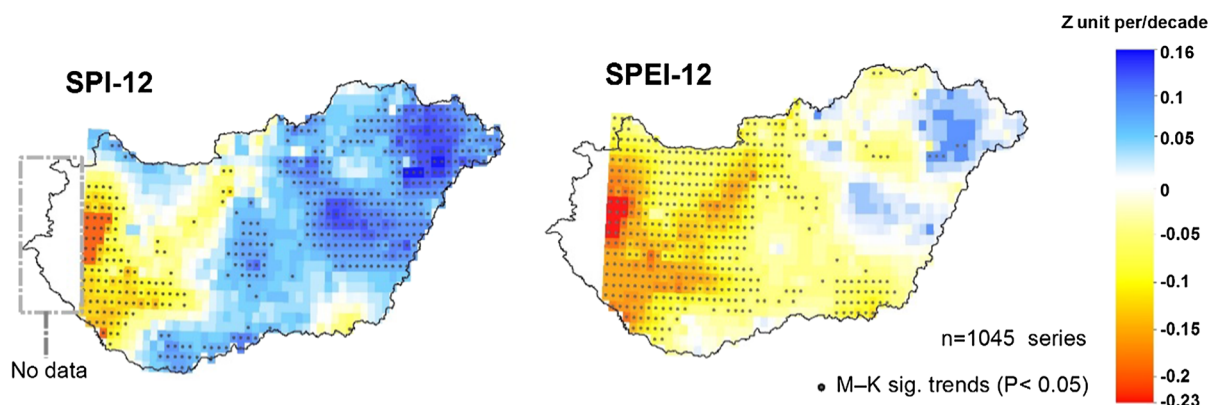 Z unit per/decade
SPI-12
SPEI-12
0.16
0.1
0.05
0
-0.05
-0.1
-0.15
-0.2
-0.23
No data
n=1045 series
M–K sig. trends (P< 0.05)